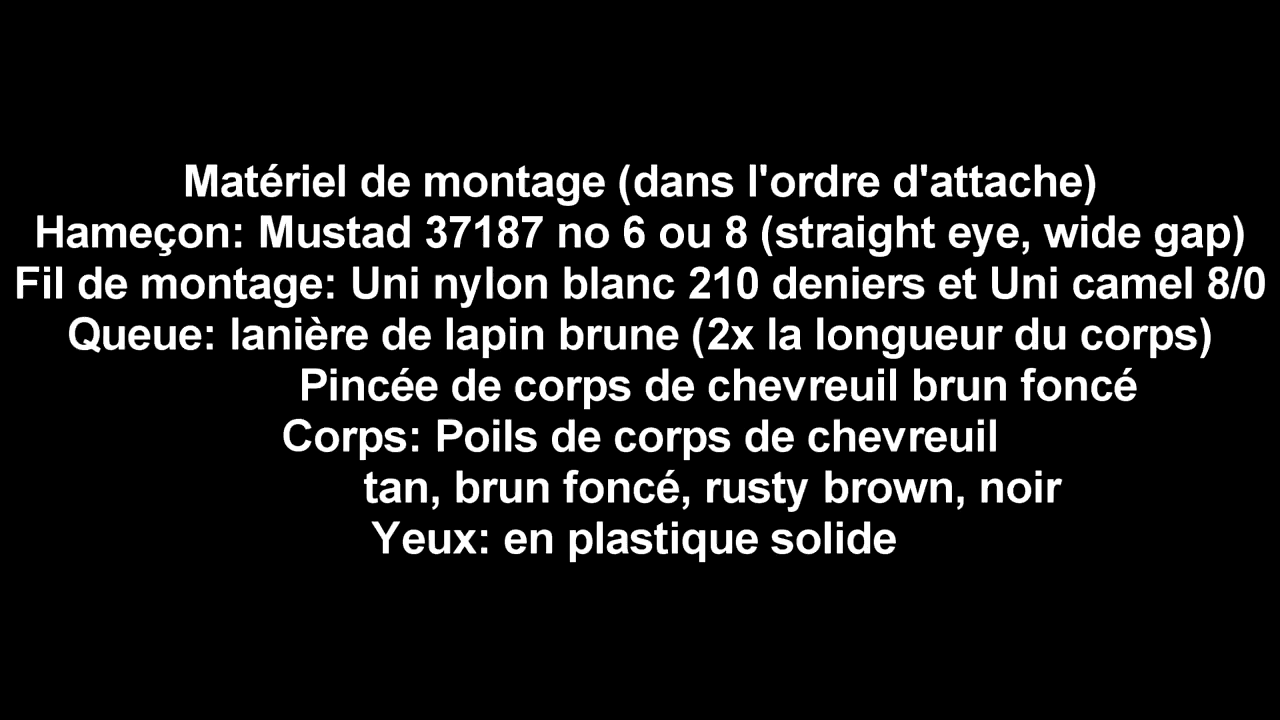 Matériel de montage (dans l'ordre d'attache)
Hameçon: Mustad 37187 no 6 ou 8 (straight eye, wide gap)
Fil de montage: Uni nylon blanc 210 deniers et Uni camel 8/0
Queue: lanière de lapin brune (2x la longueur du corps)
Pincée de corps de chevreuil brun foncé
Corps: Poils de corps de chevreuil
tan, brun foncé, rusty brown, noir
Yeux: en plastique solide